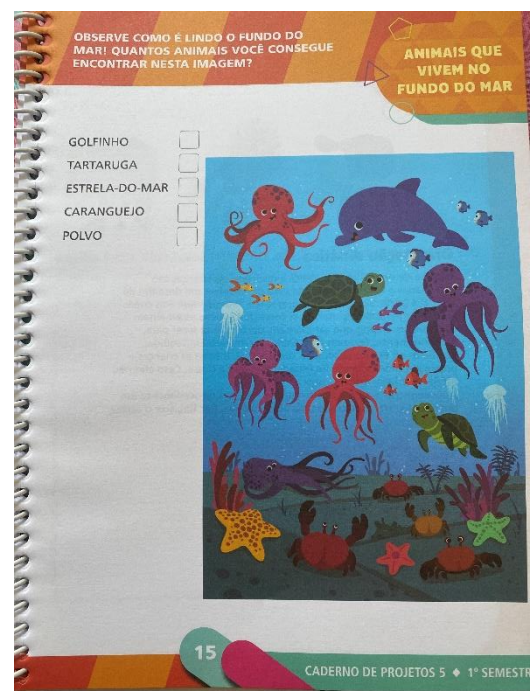 OBSERVE COMO É LINDO O FUNDO DO
MAR! QUANTOS ANIMAIS VOCÊ CONSEGUE
ENCONTRAR NESTA IMAGEM?
ANIMAIS QUE
VIVEM NO
FUNDO DO MAR
GOLFINHO
TARTARUGA
ESTRELA-DO-MAR
CARANGUEJO
POLVO
15
CADERNO DE PROJETOS 5 ◆ 1º SEMESTR